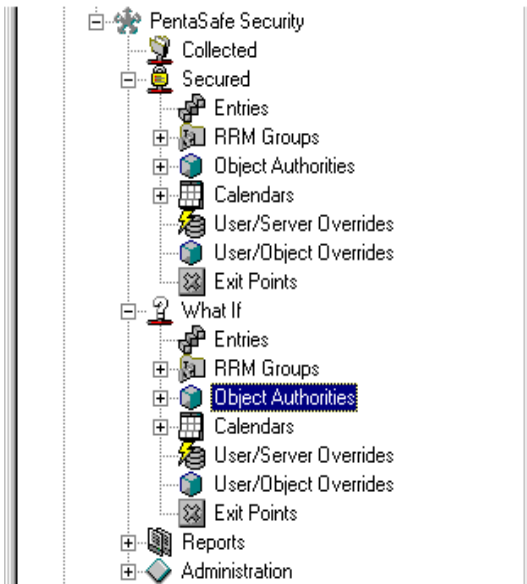 PentaSafe Security
Collected
Secured
Entries
RRM Groups
Object Authorities
Calendars
User/Server Overrides
User/Object Overrides
Exit Points
What If
Entries
RRM Groups
Object Authorities
Calendars
User/Server Overrides
User/Object Overrides
Exit Points
Reports
Administration